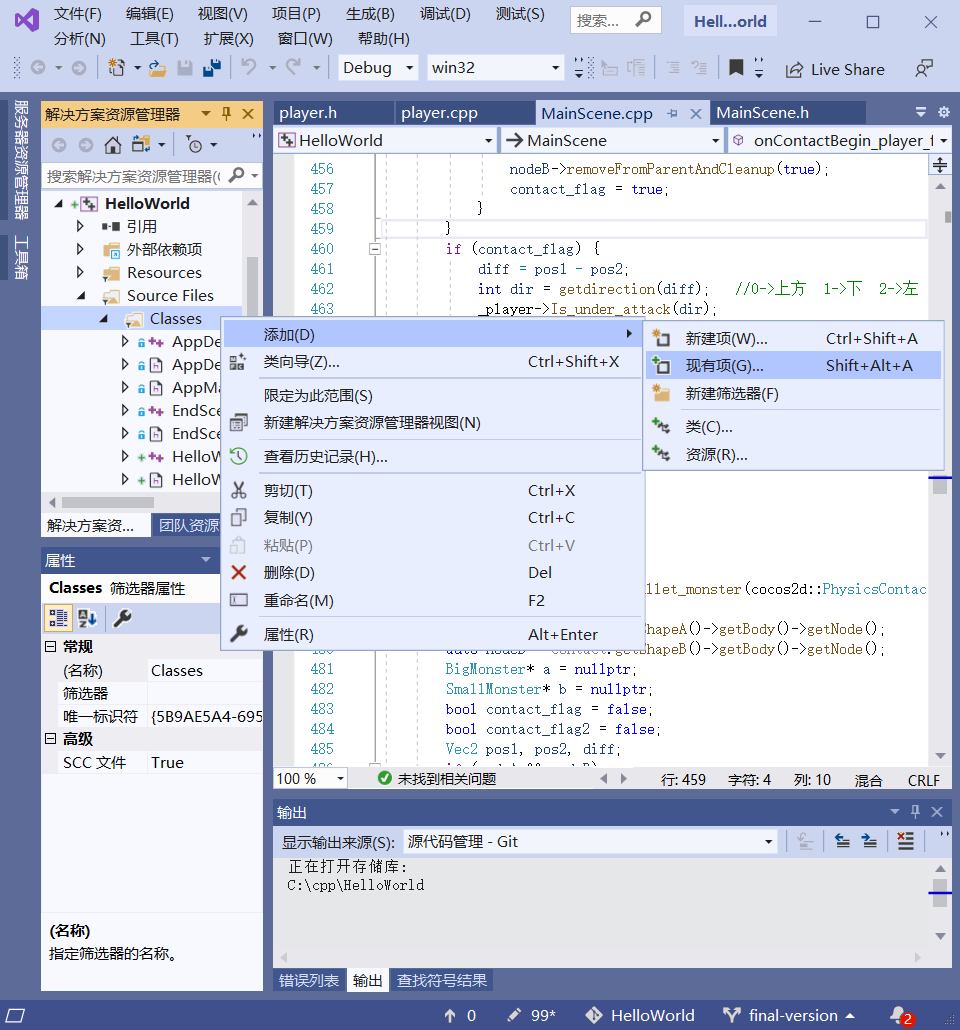 文件(F) 编辑(E) 视图(V) 项目(P) 生成(B) 调试(D) 测试(S) 搜索... Hell...orld
分析(N) 工具(T) 扩展(X) 窗口(W) 帮助(H)
Debug win32 Live Share
服务器资源管理器
工具箱
解决方案资源管理器
搜索解决方案资源管理器(
HelloWorld
引用
外部依赖项
Resources
Source Files
Classes
AppDe
AppDe
AppMa
EndSce
EndSce
HelloW
HelloW
解决方案资... 团队资源
属性
Classes 筛选器属性
常规
(名称) Classes
筛选器
唯一标识符 {5B9AE5A4-695
高级
SCC 文件 True
(名称)
指定筛选器的名称。
player.h player.cpp MainScene.cpp MainScene.h
HelloWorld MainScene onContactBegin_player_
456 nodeB->removeFromParentAndCleanup(true);
457 contact_flag = true;
458 }
459 }
460 if (contact_flag) {
461 diff = pos1 - pos2;
462 int dir = getdirection(diff); //0->上方 1->下 2->左
463 _player->Is_under_attack(dir);
添加(D)
类向导(Z)... Ctrl+Shift+X
限定为此范围(S)
新建解决方案资源管理器视图(N)
查看历史记录(H)...
剪切(T) Ctrl+X
复制(Y) Ctrl+C
粘贴(P) Ctrl+V
删除(D) Del
重命名(M) F2
属性(R) Alt+Enter
新建项(W)... Ctrl+Shift+A
现有项(G)... Shift+Alt+A
新建筛选器(F)
类(C)...
资源(R)...
llet_monster(cocos2d::PhysicsContac
ShapeA()->getBody()->getNode();
ShapeB()->getBody()->getNode();
481 BigMonster* a = nullptr;
482 SmallMonster* b = nullptr;
483 bool contact_flag = false;
484 bool contact_flag2 = false;
485 Vec2 pos1, pos2, diff;
100 % 未找到相关问题 行: 459 字符: 4 列: 10 混合 CRLF
输出
显示输出来源(S): 源代码管理 - Git
正在打开存储库:
C:\cpp\HelloWorld
错误列表 输出 查找符号结果
0 99* HelloWorld final-version 2